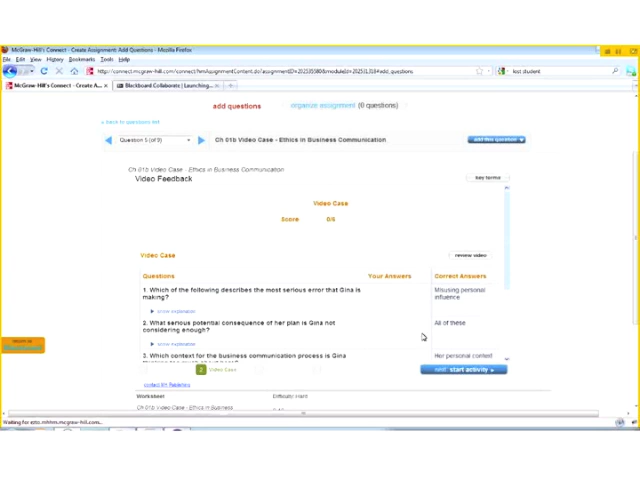 McGraw-Hill's Connect - Create Assignment: Add Questions - Mozilla Firefox
File Edit View History Bookmarks Tools Help
lost student
McGraw-Hill's Connect - Create A... × Blackboard Collaborate | Launching... × +
add questions organize assignment (0 questions)
« back to questions list
Question 5 (of 9) Ch 01b Video Case - Ethics in Business Communication add this question
Ch 01b Video Case - Ethics in Business Communication
Video Feedback key terms
Video Case
Score 0/6
Video Case review video
Questions Your Answers Correct Answers
1. Which of the following describes the most serious error that Gina is making? Misusing personal influence
show explanation
2. What serious potential consequence of her plan is Gina not considering enough? All of these
show explanation
3. Which context for the business communication process is Gina Her personal context
2 Video Case next: start activity
Worksheet Difficulty: Hard
Ch 01b Video Case - Ethics in Business